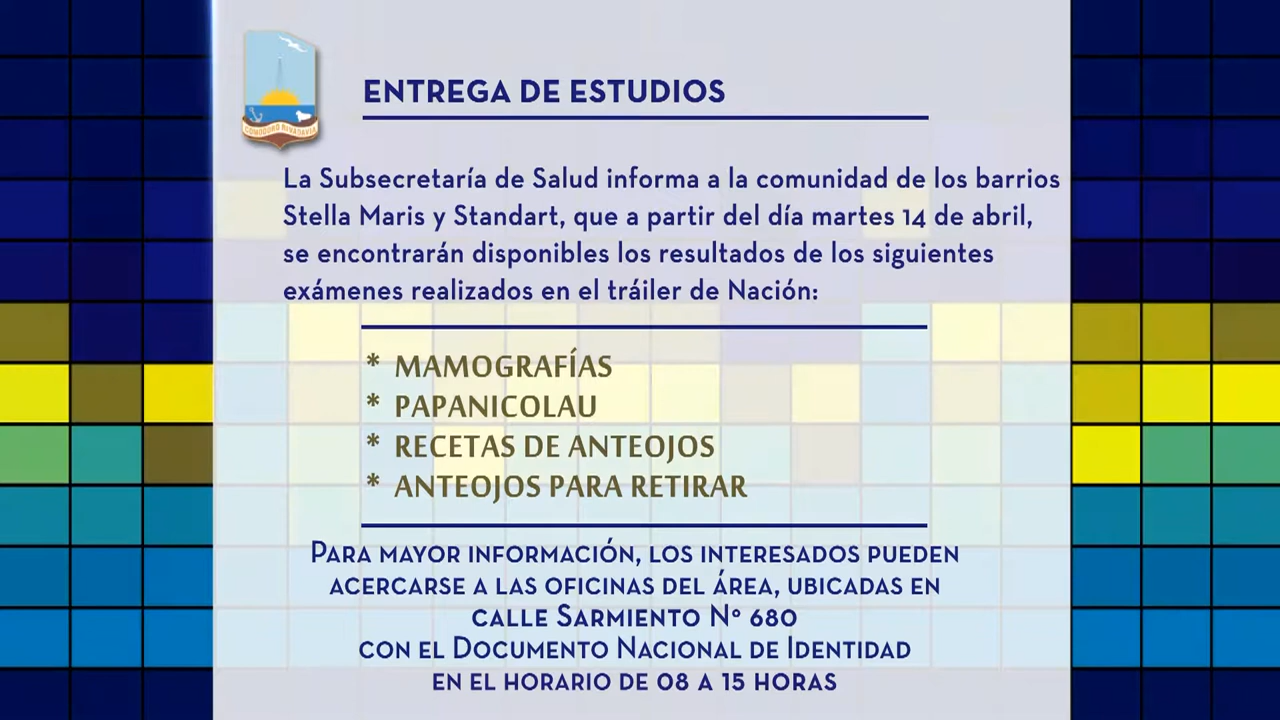 COMODORO RIVADAVIA
ENTREGA DE ESTUDIOS
La Subsecretaría de Salud informa a la comunidad de los barrios
Stella Maris y Standart, que a partir del día martes 14 de abril,
se encontrarán disponibles los resultados de los siguientes
exámenes realizados en el tráiler de Nación:
* MAMOGRAFÍAS
* PAPANICOLAU
* RECETAS DE ANTEOJOS
* ANTEOJOS PARA RETIRAR
PARA MAYOR INFORMACIÓN, LOS INTERESADOS PUEDEN
ACERCARSE A LAS OFICINAS DEL ÁREA, UBICADAS EN
CALLE SARMIENTO Nº 680
CON EL DOCUMENTO NACIONAL DE IDENTIDAD
EN EL HORARIO DE 08 A 15 HORAS